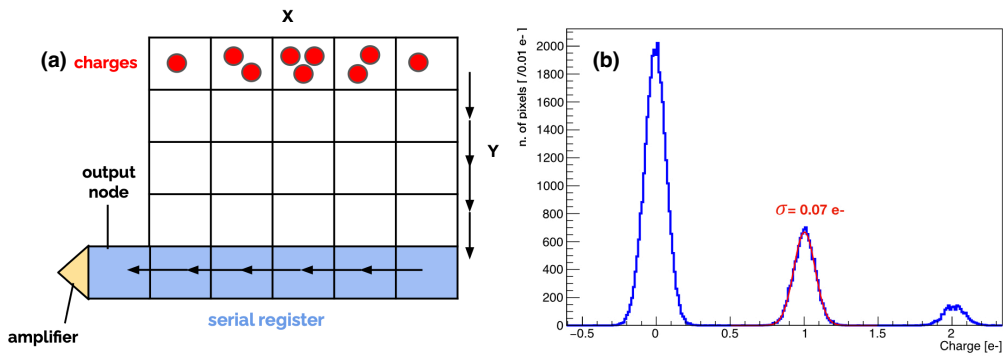 X
(a)
charges
Y
output
node
serial register
amplifier
n. of pixels [ /0.01 e- ]
2000
1800
1600
1400
1200
1000
800
600
400
200
0
(b)
σ= 0.07 e-
−0.5
0
0.5
1
1.5
2
Charge [e-]